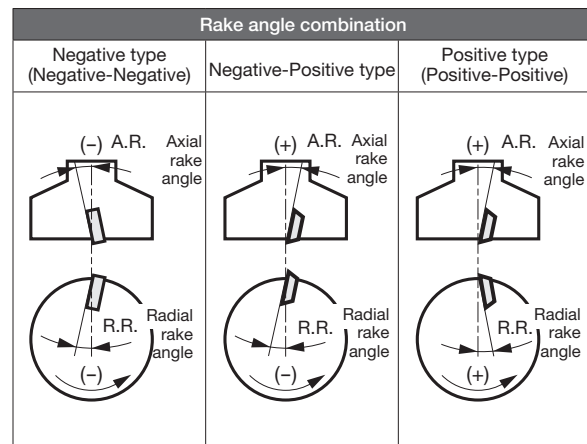 Rake angle combination
Negative type
(Negative-Negative)
Negative-Positive type
Positive type
(Positive-Positive)
(–) A.R. Axial
rake
angle
(+) A.R. Axial
rake
angle
(+) A.R. Axial
rake
angle
R.R. Radial
rake
angle
(–)
R.R. Radial
rake
angle
(–)
R.R. Radial
rake
angle
(+)